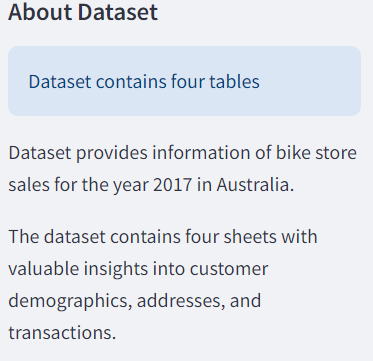 About Dataset
Dataset contains four tables
Dataset provides information of bike store
sales for the year 2017 in Australia.
The dataset contains four sheets with
valuable insights into customer
demographics, addresses, and
transactions.